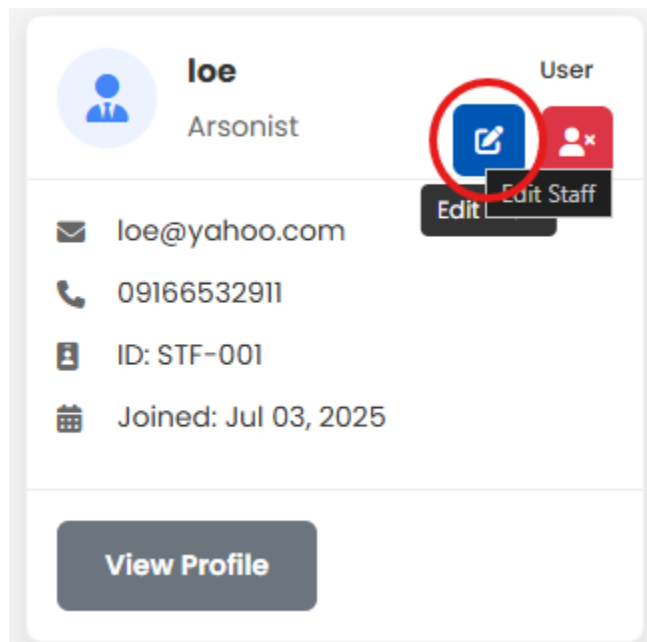 loe
User
Arsonist
Edit
Edit Staff
loe@yahoo.com
09166532911
ID: STF-001
Joined: Jul 03, 2025
View Profile